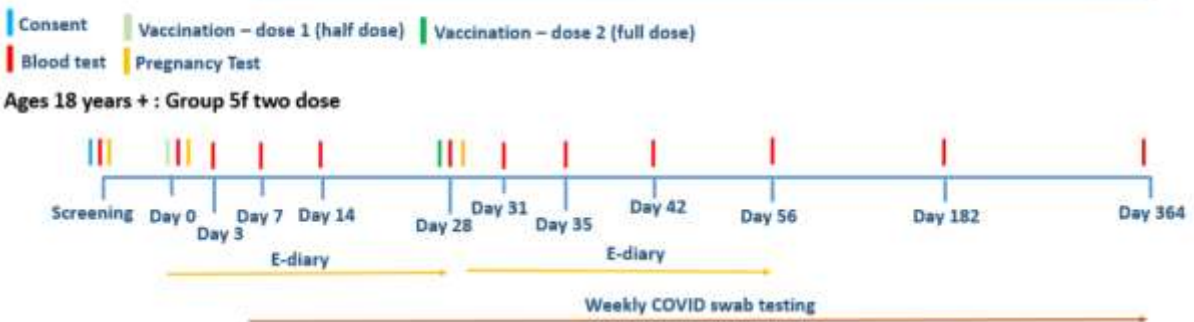 Consent Vaccination – dose 1 (half dose) Vaccination – dose 2 (full dose)
Blood test Pregnancy Test
Ages 18 years + : Group 5f two dose
Screening Day 0 Day 3 Day 7 Day 14 Day 28 Day 31 Day 35 Day 42 Day 56 Day 182 Day 364
E-diary E-diary
Weekly COVID swab testing